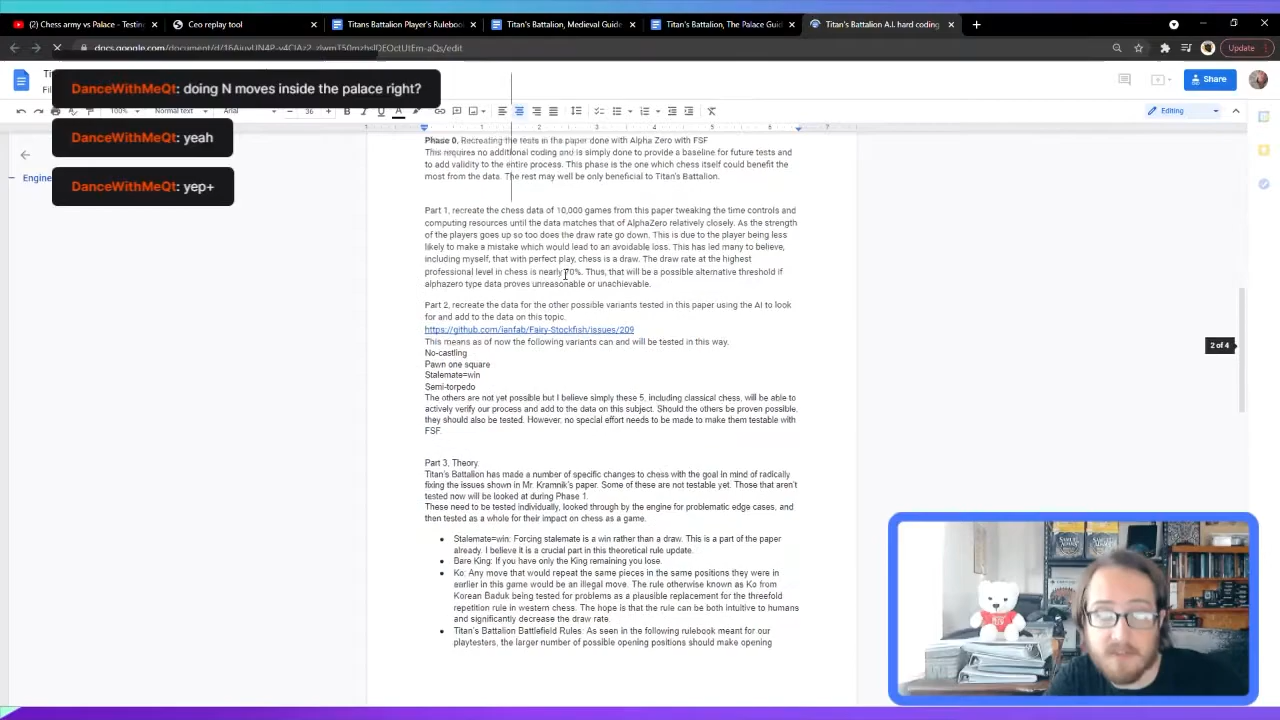 (2) Chess army vs Palace - Testin
Ceo replay tool
Titans Battalion Player's Rulebook
Titan's Battalion, Medieval Guide
Titan's Battalion, The Palace Gui
Titan's Battalion A.I. hard coding
Update
Share
Normal text
Arial
36
Editing
DanceWithMeQt: doing N moves inside the palace right?
DanceWithMeQt: yeah
DanceWithMeQt: yep+
Engine
Phase 0, Recreating the tests in the paper done with Alpha Zero with FSF
This requires no additional coding and is simply done to provide a baseline for future tests and
to add validity to the entire process. This phase is the one which chess itself could benefit the
most from the data. The rest may well be only beneficial to Titan's Battalion.
Part 1, recreate the chess data of 10,000 games from this paper tweaking the time controls and
computing resources until the data matches that of AlphaZero relatively closely. As the strength
of the players goes up so too does the draw rate go down. This is due to the player being less
likely to make a mistake which would lead to an avoidable loss. This has led many to believe,
including myself, that with perfect play, chess is a draw. The draw rate at the highest
professional level in chess is nearly 70%. Thus, that will be a possible alternative threshold if
alphazero type data proves unreasonable or unachievable.
Part 2, recreate the data for the other possible variants tested in this paper using the AI to look
for and add to the data on this topic.
https://github.com/ianfab/Fairy-Stockfish/issues/209
This means as of now the following variants can and will be tested in this way.
No-castling
Pawn one square
Stalemate=win
Semi-torpedo
The others are not yet possible but I believe simply these 5, including classical chess, will be able to
actively verify our process and add to the data on this subject. Should the others be proven possible,
they should also be tested. However, no special effort needs to be made to make them testable with
FSF.
2 of 4
Part 3, Theory.
Titan's Battalion has made a number of specific changes to chess with the goal in mind of radically
fixing the issues shown in Mr. Kramnik's paper. Some of these are not testable yet. Those that aren't
tested now will be looked at during Phase 1.
These need to be tested individually, looked through by the engine for problematic edge cases, and
then tested as a whole for their impact on chess as a game.
● Stalemate=win: Forcing stalemate is a win rather than a draw. This is a part of the paper
already. I believe it is a crucial part in this theoretical rule update.
● Bare King: If you have only the King remaining you lose.
● Ko: Any move that would repeat the same pieces in the same positions they were in
earlier in this game would be an illegal move. The rule otherwise known as Ko from
Korean Baduk being tested for problems as a plausible replacement for the threefold
repetition rule in western chess. The hope is that the rule can be both intuitive to humans
and significantly decrease the draw rate.
● Titan's Battalion Battlefield Rules: As seen in the following rulebook meant for our
playtesters, the larger number of possible opening positions should make opening